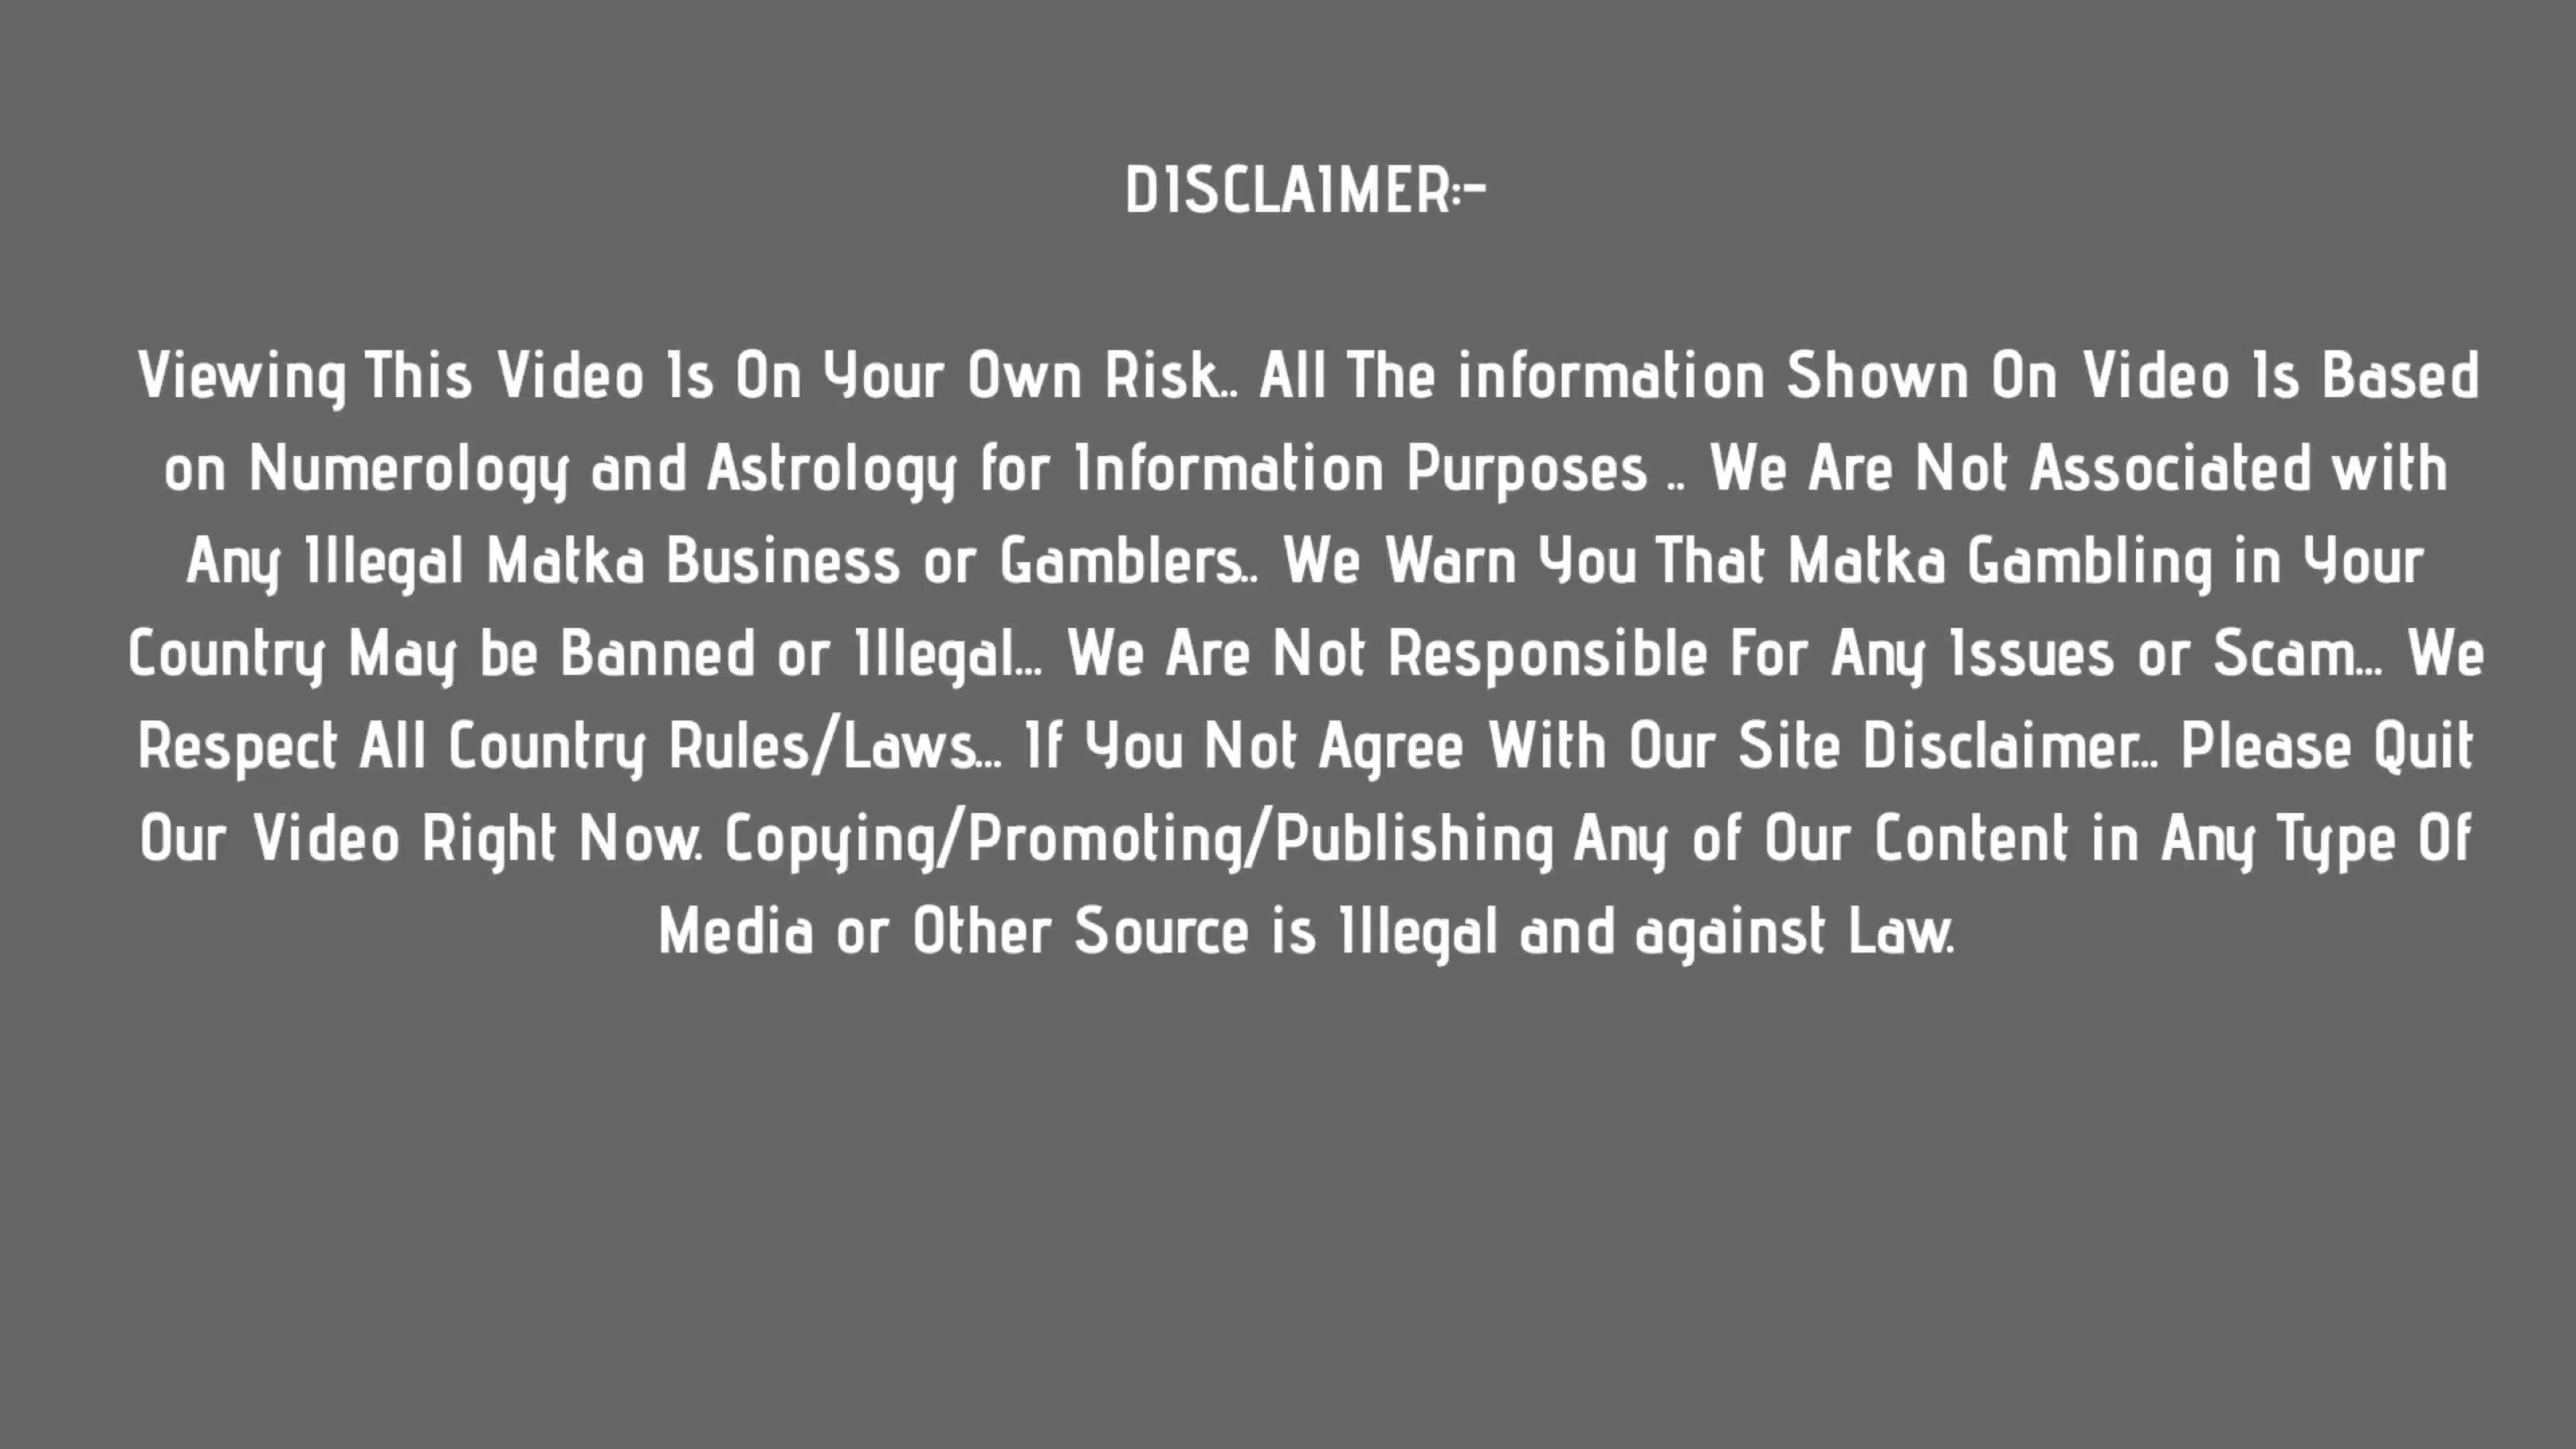 DISCLAIMER:-
Viewing This Video Is On Your Own Risk.. All The information Shown On Video Is Based
on Numerology and Astrology for Information Purposes .. We Are Not Associated with
Any Illegal Matka Business or Gamblers.. We Warn You That Matka Gambling in Your
Country May be Banned or Illegal... We Are Not Responsible For Any Issues or Scam... We
Respect All Country Rules/Laws... If You Not Agree With Our Site Disclaimer... Please Quit
Our Video Right Now. Copying/Promoting/Publishing Any of Our Content in Any Type Of
Media or Other Source is Illegal and against Law.